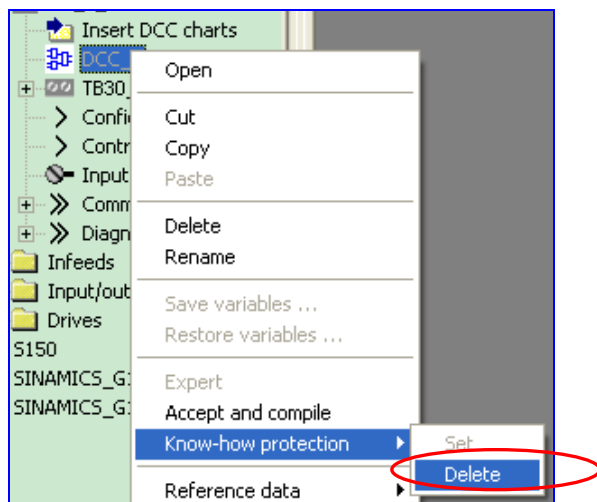 Insert DCC charts
DCC_
TB30_
Open
Confi
Cut
Contr
Copy
Input
Paste
Comm
Diagn
Delete
Infeeds
Rename
Input/out
Save variables ...
Drives
Restore variables ...
S150
SINAMICS_G
Expert
SINAMICS_G
Accept and compile
Know-how protection
Set
Delete
Reference data